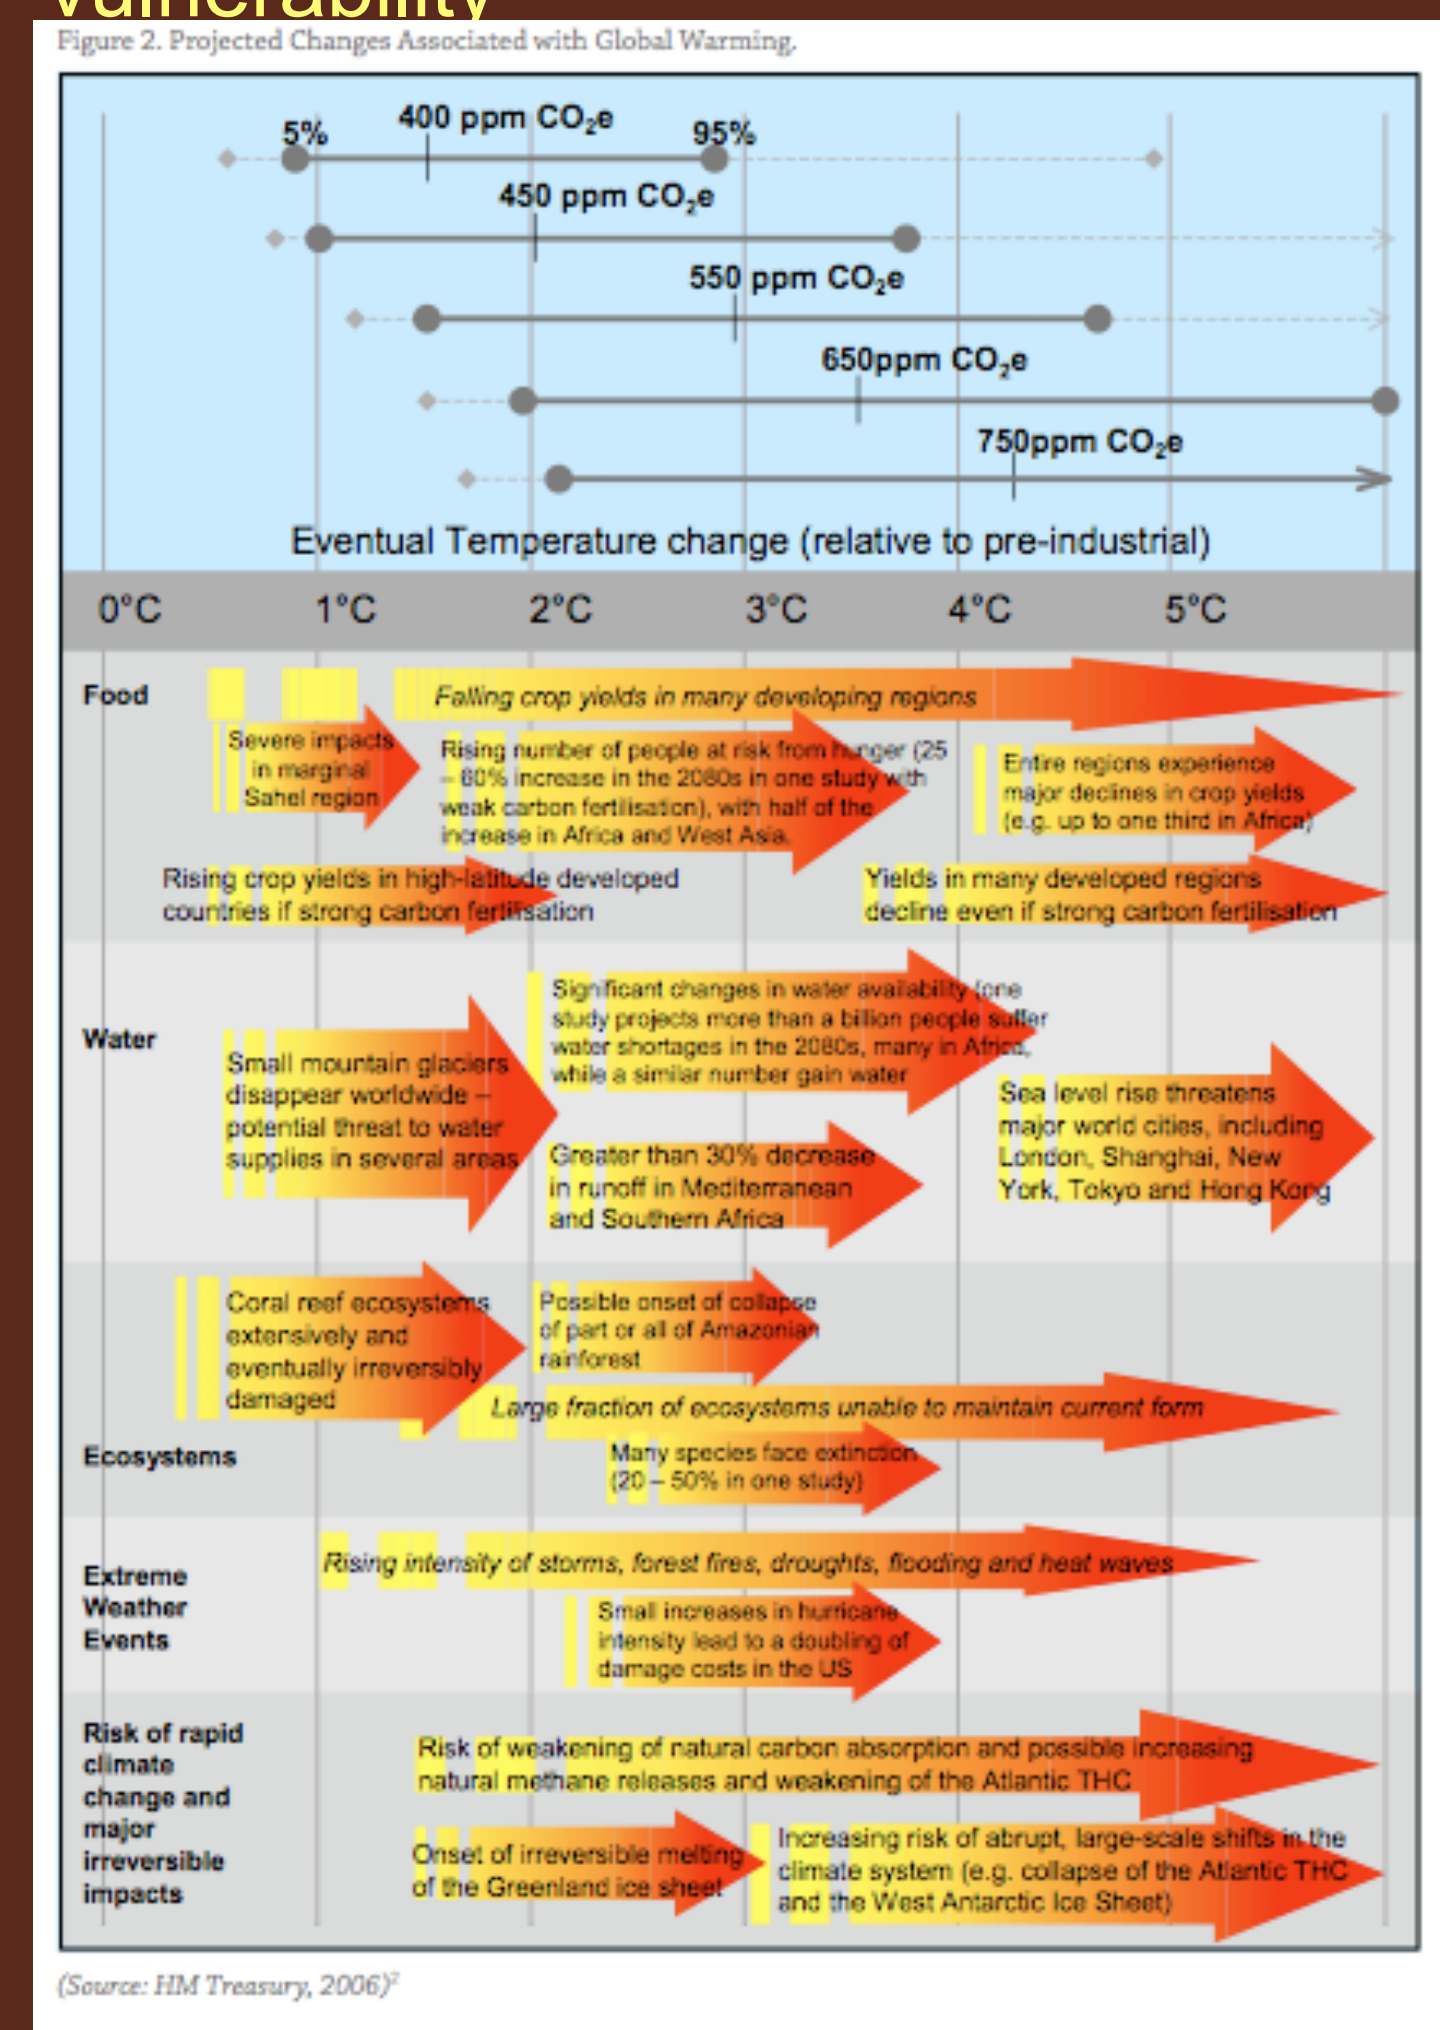 vulnerability
Figure 2. Projected Changes Associated with Global Warming.
400 ppm CO₂e
5%
95%
450 ppm CO₂e
550 ppm CO₂e
650ppm CO₂e
750ppm CO₂e
Eventual Temperature change (relative to pre-industrial)
0°C 1°C 2°C 3°C 4°C 5°C
Food
Falling crop yields in many developing regions
Severe impacts
in marginal
Sahel region
Rising number of people at risk from hunger (25
– 60% increase in the 2080s in one study with
weak carbon fertilisation), with half of the
increase in Africa and West Asia.
Entire regions experience
major declines in crop yields
(e.g. up to one third in Africa)
Rising crop yields in high-latitude developed
countries if strong carbon fertilisation
Yields in many developed regions
decline even if strong carbon fertilisation
Water
Small mountain glaciers
disappear worldwide –
potential threat to water
supplies in several areas
Significant changes in water availability (one
study projects more than a billion people suffer
water shortages in the 2080s, many in Africa,
while a similar number gain water
Greater than 30% decrease
in runoff in Mediterranean
and Southern Africa
Sea level rise threatens
major world cities, including
London, Shanghai, New
York, Tokyo and Hong Kong
Ecosystems
Coral reef ecosystems
extensively and
eventually irreversibly
damaged
Possible onset of collapse
of part or all of Amazonian
rainforest
Large fraction of ecosystems unable to maintain current form
Many species face extinction
(20 – 50% in one study)
Extreme
Weather
Events
Rising intensity of storms, forest fires, droughts, flooding and heat waves
Small increases in hurricane
intensity lead to a doubling of
damage costs in the US
Risk of rapid
climate
change and
major
irreversible
impacts
Risk of weakening of natural carbon absorption and possible increasing
natural methane releases and weakening of the Atlantic THC
Onset of irreversible melting
of the Greenland ice sheet
Increasing risk of abrupt, large-scale shifts in the
climate system (e.g. collapse of the Atlantic THC
and the West Antarctic Ice Sheet)
(Source: HM Treasury, 2006)²